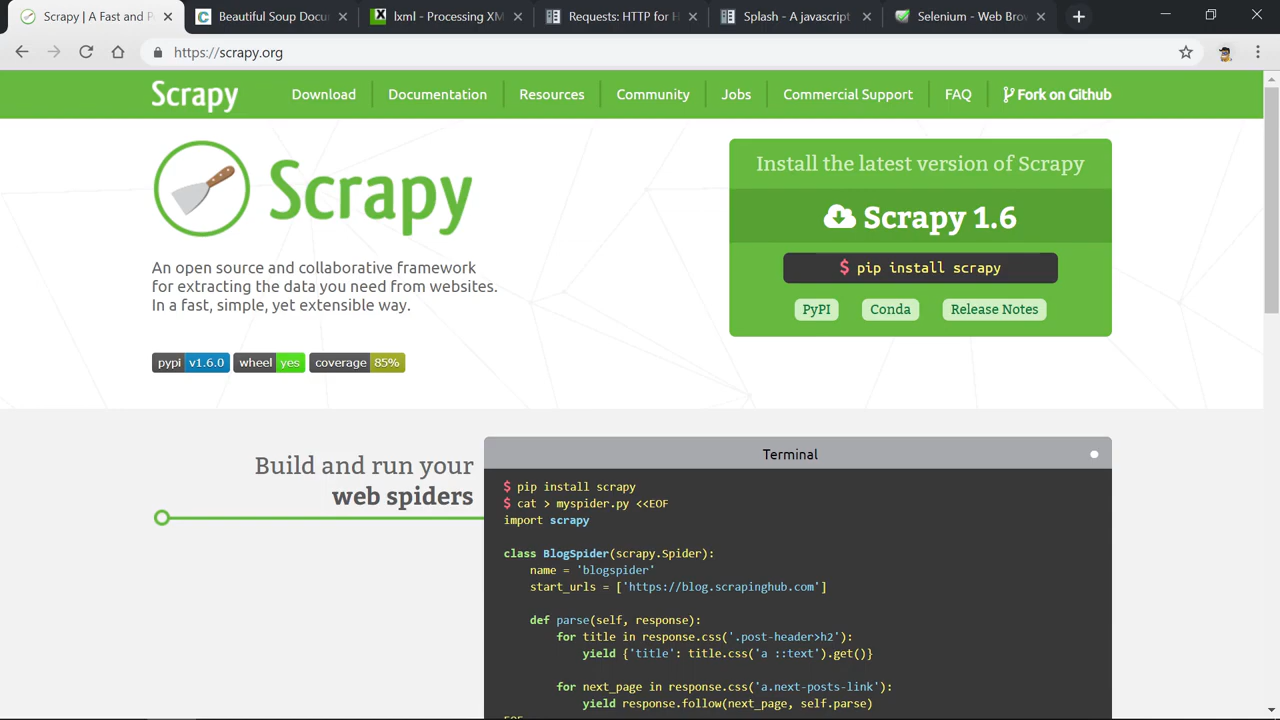 Scrapy | A Fast and P
Beautiful Soup Docu
lxml - Processing XM
Requests: HTTP for H
Splash - A javascript
Selenium - Web Brow
https://scrapy.org
Scrapy
Download
Documentation
Resources
Community
Jobs
Commercial Support
FAQ
Fork on Github
Scrapy
An open source and collaborative framework
for extracting the data you need from websites.
In a fast, simple, yet extensible way.
pypi v1.6.0 wheel yes coverage 85%
Install the latest version of Scrapy
Scrapy 1.6
$ pip install scrapy
PyPI Conda Release Notes
Build and run your
web spiders
Terminal
$ pip install scrapy
$ cat > myspider.py <<EOF
import scrapy
class BlogSpider(scrapy.Spider):
name = 'blogspider'
start_urls = ['https://blog.scrapinghub.com']
def parse(self, response):
for title in response.css('.post-header>h2'):
yield {'title': title.css('a ::text').get()}
for next_page in response.css('a.next-posts-link'):
yield response.follow(next_page, self.parse)